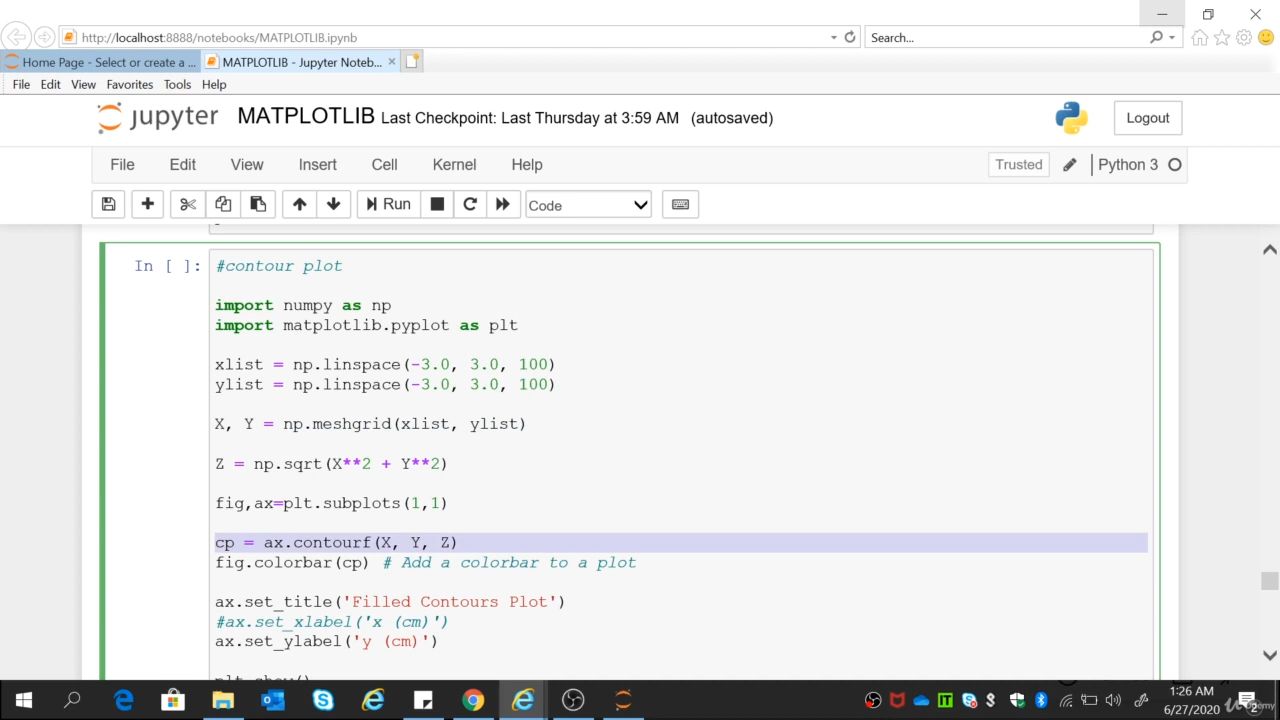 http://localhost:8888/notebooks/MATPLOTLIB.ipynb
Search...
Home Page - Select or create a ...
MATPLOTLIB - Jupyter Noteb...
File Edit View Favorites Tools Help
jupyter MATPLOTLIB Last Checkpoint: Last Thursday at 3:59 AM (autosaved)
Logout
File Edit View Insert Cell Kernel Help
Trusted
Python 3
Run
Code
In [ ]:
#contour plot
import numpy as np
import matplotlib.pyplot as plt
xlist = np.linspace(-3.0, 3.0, 100)
ylist = np.linspace(-3.0, 3.0, 100)
X, Y = np.meshgrid(xlist, ylist)
Z = np.sqrt(X**2 + Y**2)
fig,ax=plt.subplots(1,1)
cp = ax.contourf(X, Y, Z)
fig.colorbar(cp) # Add a colorbar to a plot
ax.set_title('Filled Contours Plot')
#ax.set_xlabel('x (cm)')
ax.set_ylabel('y (cm)')
plt.show()
1:26 AM
6/27/2020
2